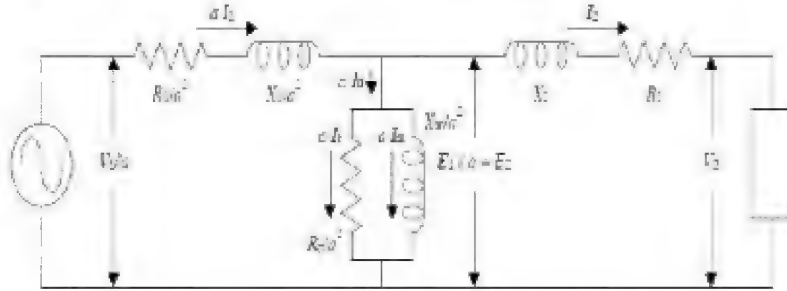 a I1 I2
R1/a² X1/a² X2 R2
a I0
Xm/a²
V1/a a Ic a Im E1 / a = E2 V2
Rc/a²